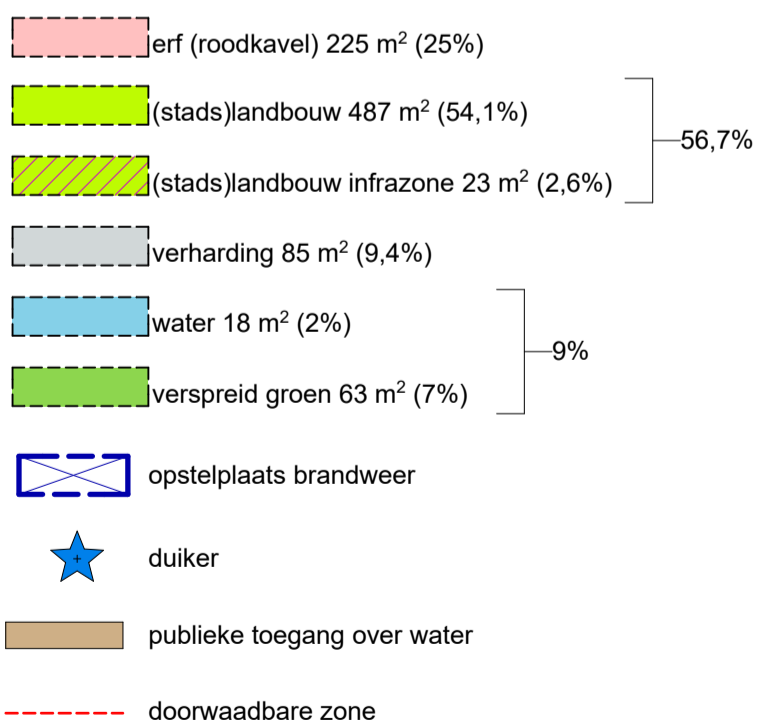 erf (roodkavel) 225 m² (25%)
(stads)landbouw 487 m² (54,1%)
56,7%
(stads)landbouw infrazone 23 m² (2,6%)
verharding 85 m² (9,4%)
water 18 m² (2%)
9%
verspreid groen 63 m² (7%)
opstelplaats brandweer
duiker
publieke toegang over water
doorwaadbare zone